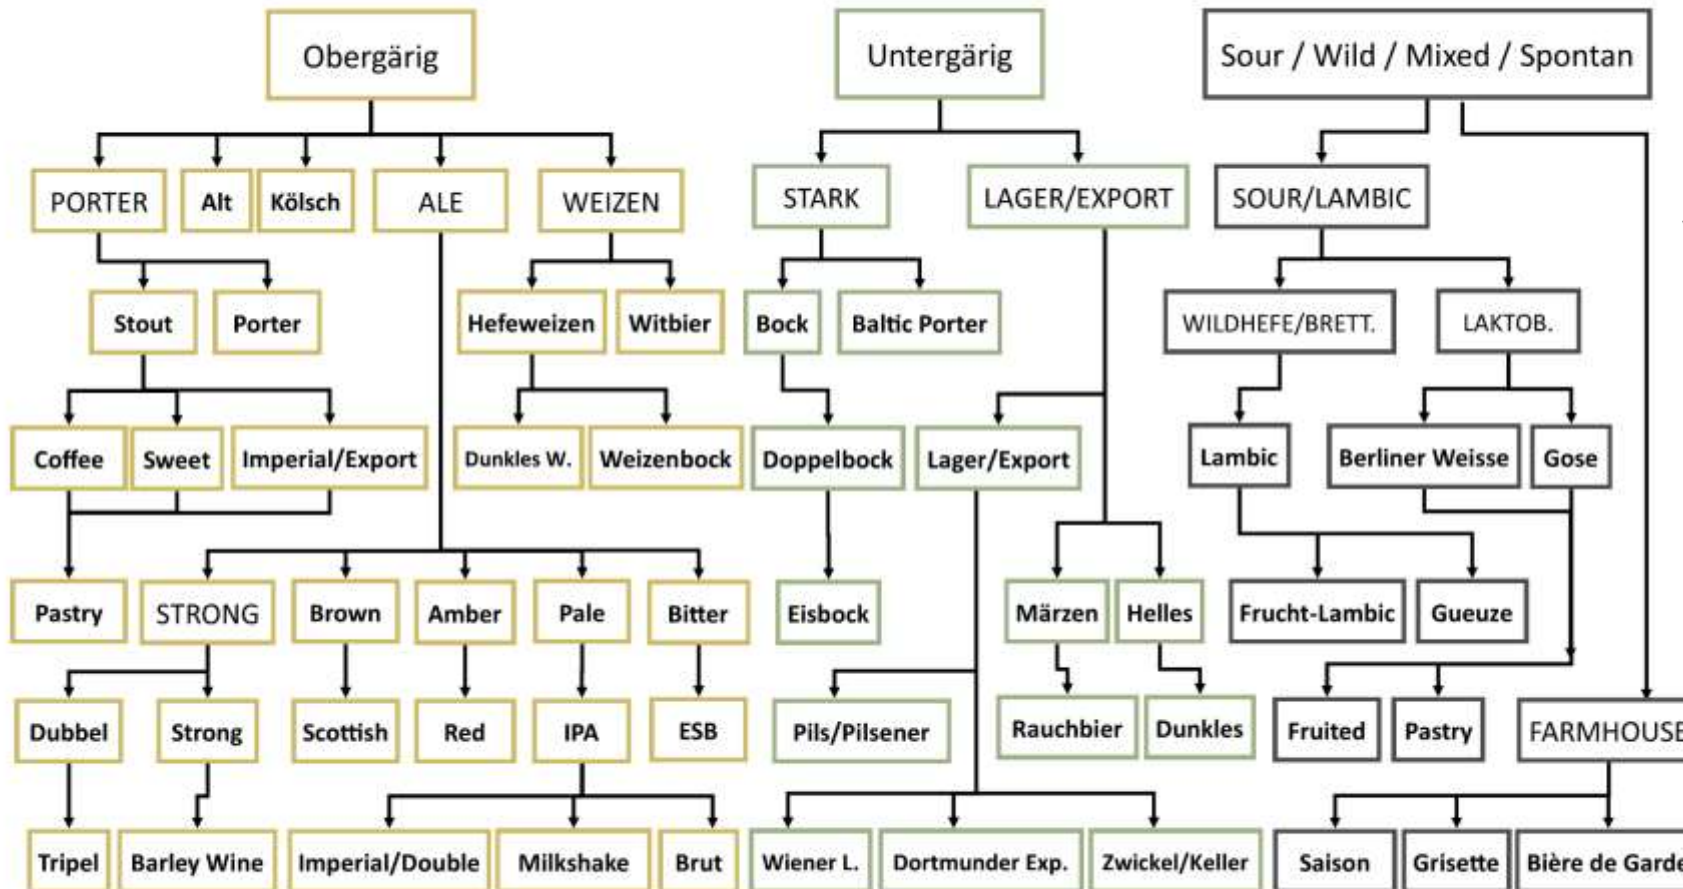 Obergärig
Untergärig
Sour / Wild / Mixed / Spontan
PORTER
Alt
Kölsch
ALE
WEIZEN
STARK
LAGER/EXPORT
SOUR/LAMBIC
Stout
Porter
Hefeweizen
Witbier
Bock
Baltic Porter
WILDHEFE/BRETT.
LAKTOB.
Coffee
Sweet
Imperial/Export
Dunkles W.
Weizenbock
Doppelbock
Lager/Export
Lambic
Berliner Weisse
Gose
Pastry
STRONG
Brown
Amber
Pale
Bitter
Eisbock
Märzen
Helles
Frucht-Lambic
Gueuze
Dubbel
Strong
Scottish
Red
IPA
ESB
Pils/Pilsener
Rauchbier
Dunkles
Fruited
Pastry
FARMHOUSE
Tripel
Barley Wine
Imperial/Double
Milkshake
Brut
Wiener L.
Dortmunder Exp.
Zwickel/Keller
Saison
Grisette
Bière de Garde